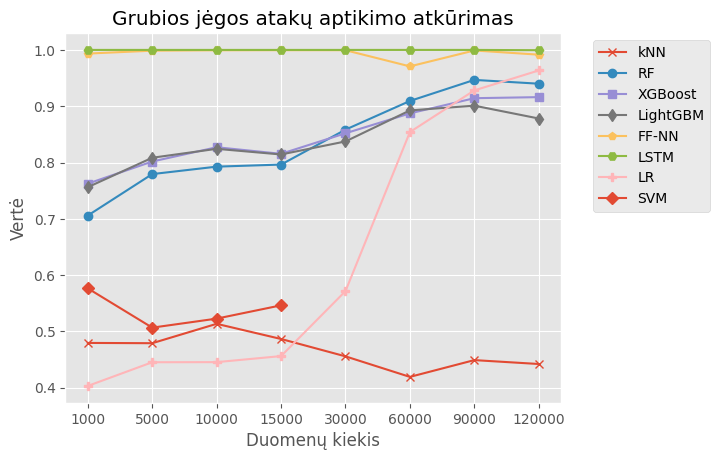 Grubios jėgos atakų aptikimo atkūrimas
1.0
0.9
0.8
0.7
0.6
0.5
0.4
Vertė
1000 5000 10000 15000 30000 60000 90000 120000
Duomenų kiekis
kNN
RF
XGBoost
LightGBM
FF-NN
LSTM
LR
SVM